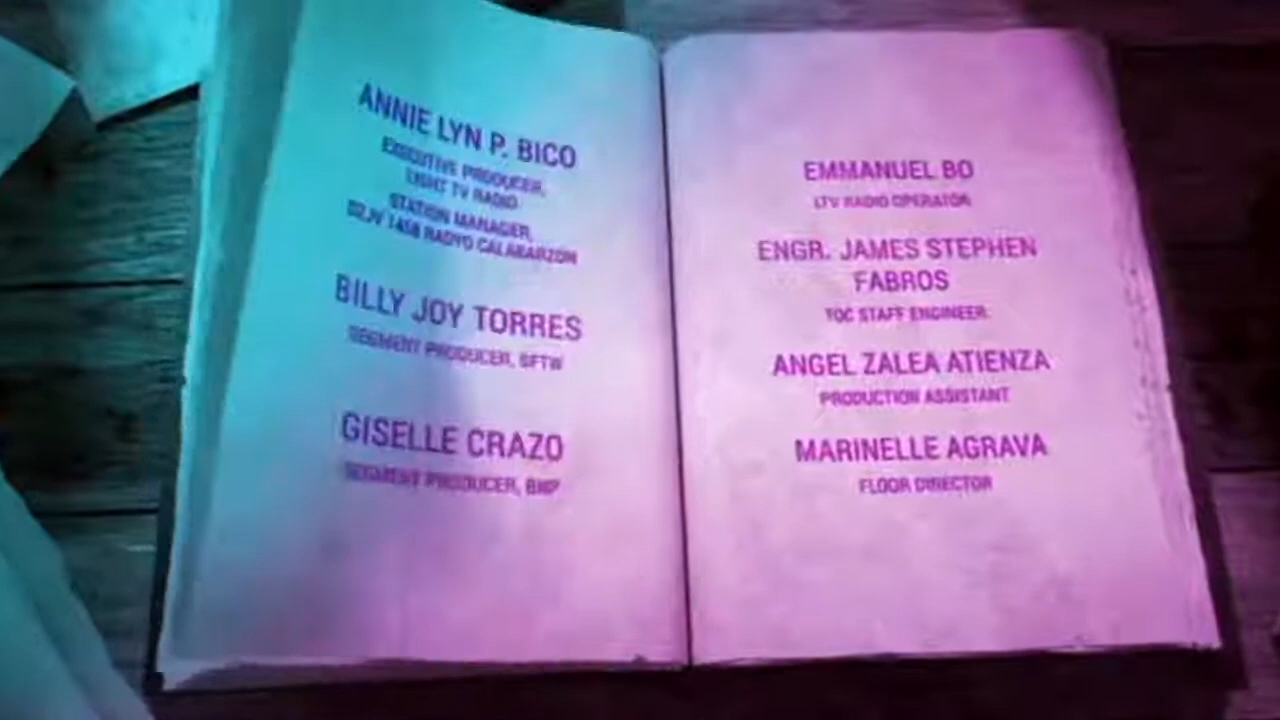 ANNIE LYN P. BICO
EXECUTIVE PRODUCER,
LIGHT TV RADIO
STATION MANAGER,
DZJV 1458 RADYO CALABARZON
BILLY JOY TORRES
SEGMENT PRODUCER, SFTW
GISELLE CRAZO
SEGMENT PRODUCER,
EMMANUEL BO
LTV RADIO OPERATOR
ENGR. JAMES STEPHEN
FABROS
TOC STAFF ENGINEER
ANGEL ZALEA ATIENZA
PRODUCTION ASSISTANT
MARINELLE AGRAVA
FLOOR DIRECTOR